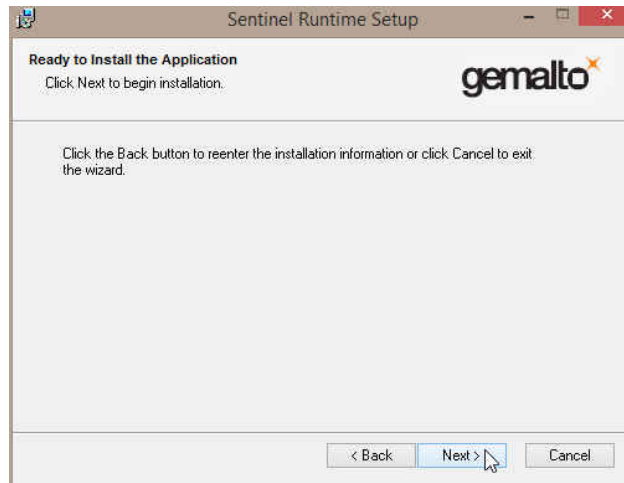 Sentinel Runtime Setup
Ready to Install the Application
Click Next to begin installation.
gemalto
Click the Back button to reenter the installation information or click Cancel to exit
the wizard.
< Back Next > Cancel